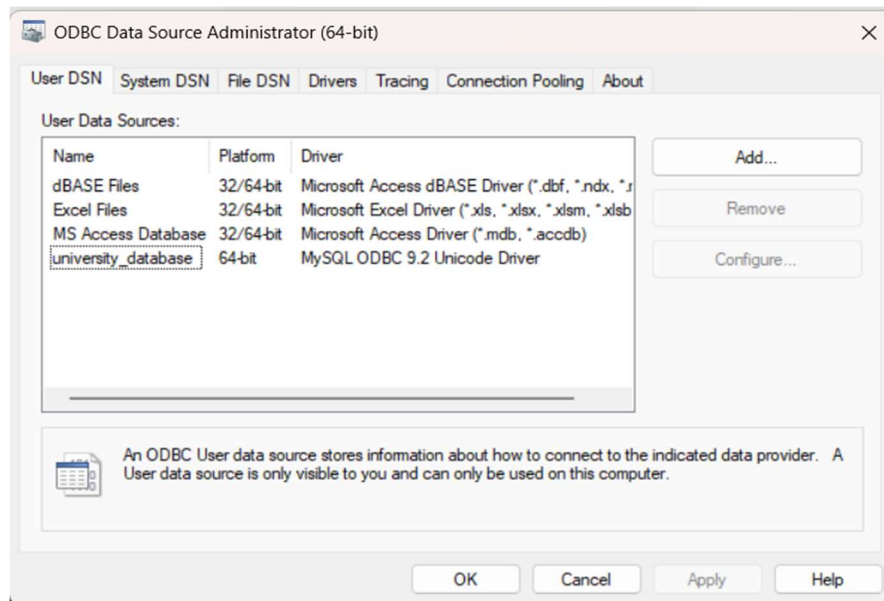 ODBC Data Source Administrator (64-bit)
User DSN System DSN File DSN Drivers Tracing Connection Pooling About
User Data Sources:
Name Platform Driver
dBASE Files 32/64-bit Microsoft Access dBASE Driver (*.dbf, *.ndx, *.
Excel Files 32/64-bit Microsoft Excel Driver (*.xls, *.xlsx, *.xlsm, *.xlsb
MS Access Database 32/64-bit Microsoft Access Driver (*.mdb, *.accdb)
university_database 64-bit MySQL ODBC 9.2 Unicode Driver
Add...
Remove
Configure...
An ODBC User data source stores information about how to connect to the indicated data provider. A
User data source is only visible to you and can only be used on this computer.
OK Cancel Apply Help